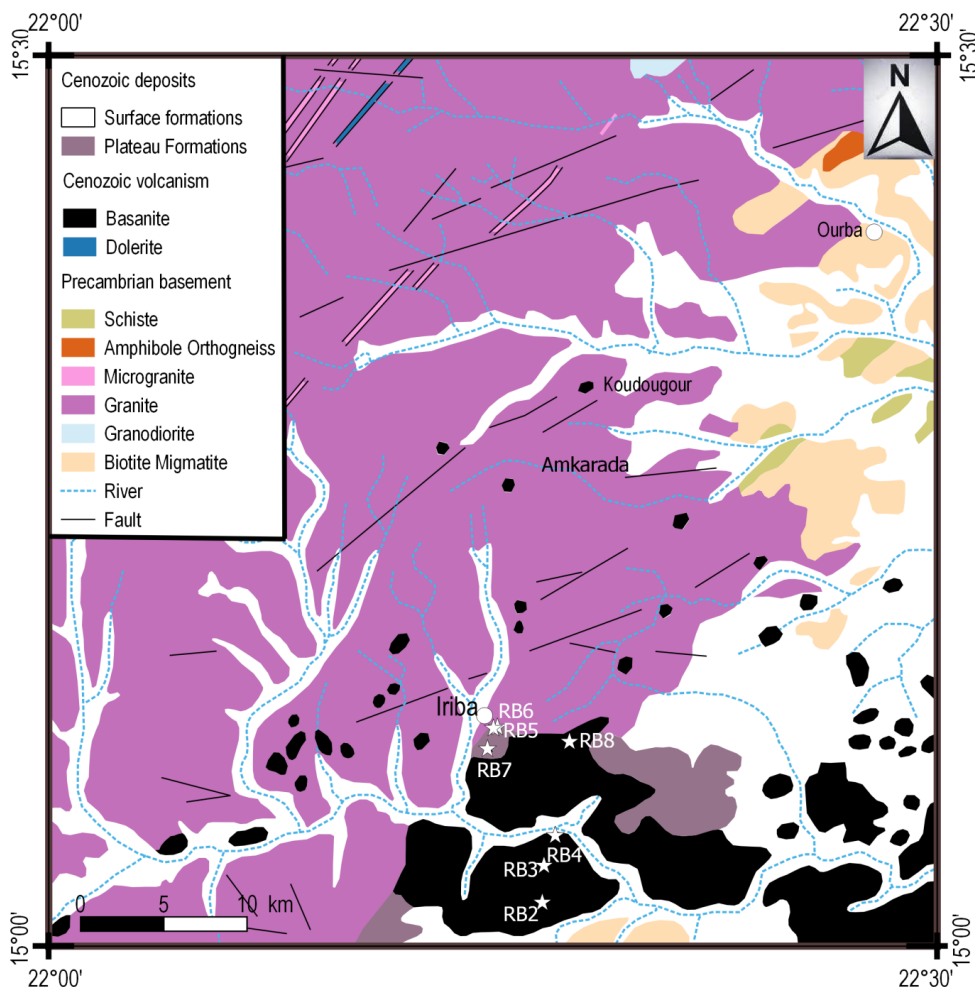 22°00'
22°30'
15°30'
15°30'
Cenozoic deposits
Surface formations
Plateau Formations
Cenozoic volcanism
Basanite
Dolerite
Precambrian basement
Schiste
Amphibole Orthogneiss
Microgranite
Granite
Granodiorite
Biotite Migmatite
River
Fault
N
Ourba
Koudougour
Amkarada
Iriba
RB6
RB5
RB8
RB7
RB4
RB3
RB2
0 5 10 km
15°00'
15°00'
22°00'
22°30'